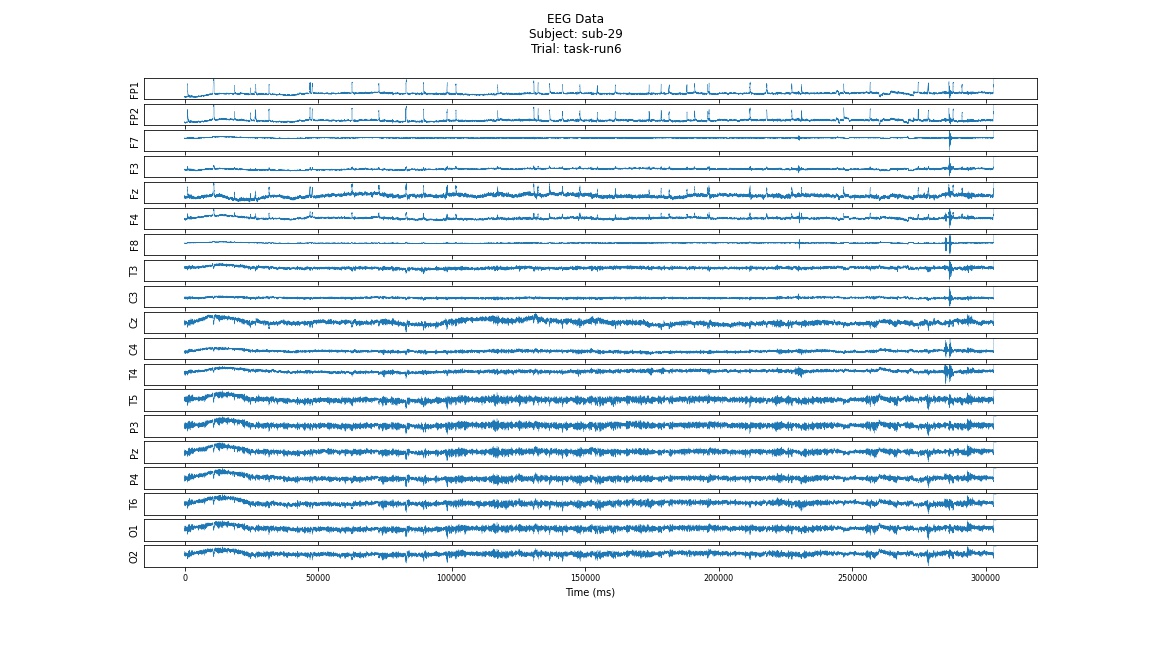 EEG Data
Subject: sub-29
Trial: task-run6
FP1
FP2
F7
F3
Fz
F4
F8
T3
C3
Cz
C4
T4
T5
P3
Pz
P4
T6
O1
O2
0 50000 100000 150000 200000 250000 300000
Time (ms)